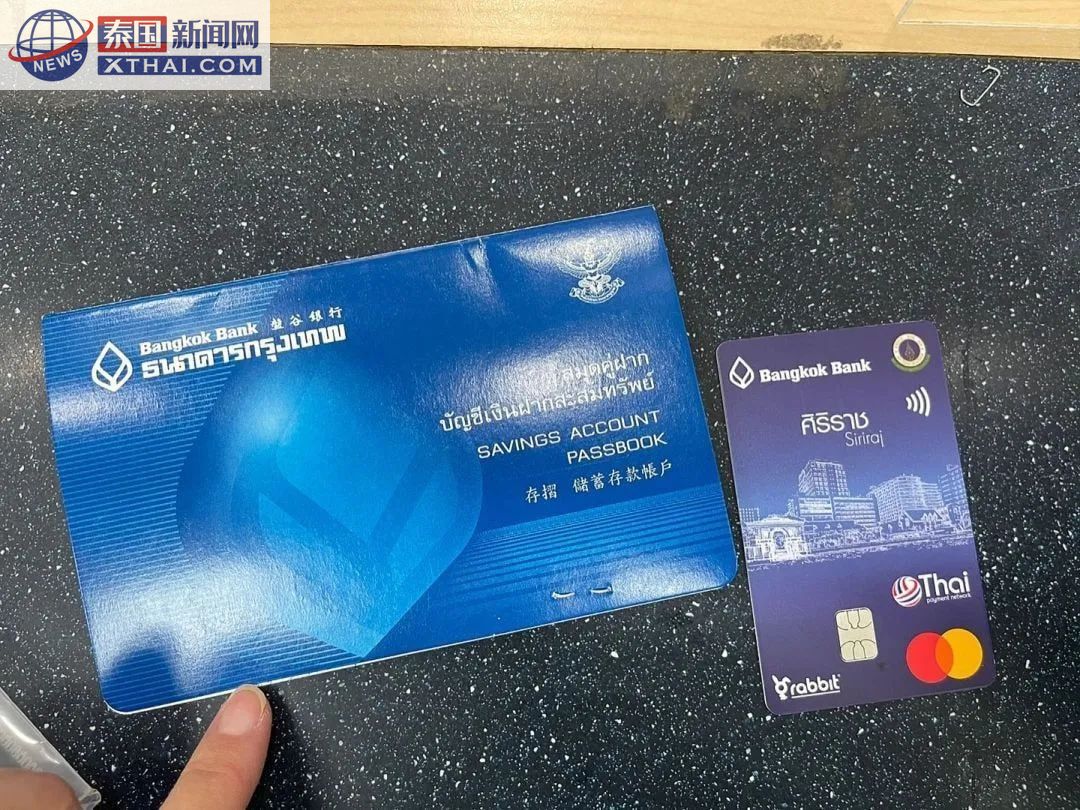 泰国新闻网
NEWS
XTHAI.COM
Bangkok Bank 盤谷銀行
ธนาคารกรุงเทพ
สมุดคู่ฝาก
บัญชีเงินฝากสะสมทรัพย์
SAVINGS ACCOUNT
PASSBOOK
存摺 儲蓄存款帳戶
Bangkok Bank
ศิริราช
Siriraj
Thai
payment network
rabbit